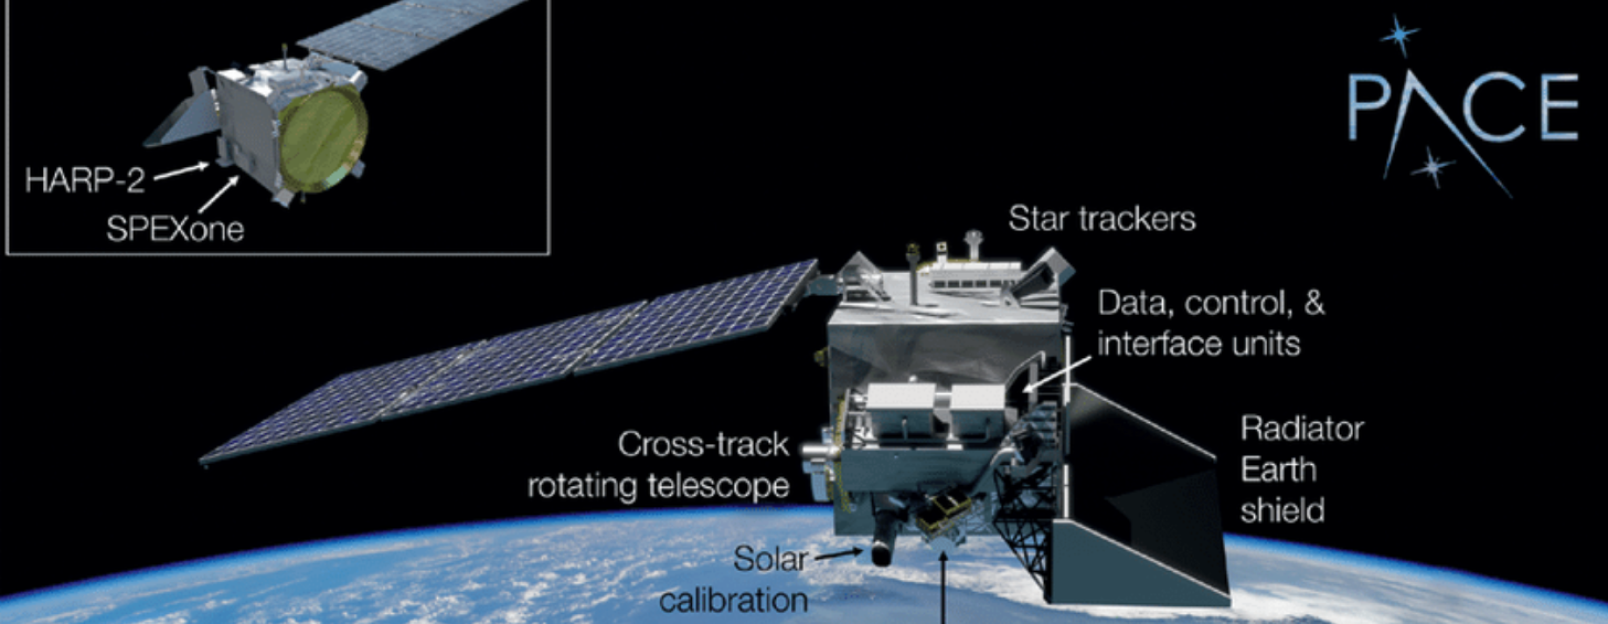 PACE
HARP-2
SPEXone
Star trackers
Data, control, &
interface units
Cross-track
rotating telescope
Radiator
Earth
shield
Solar
calibration